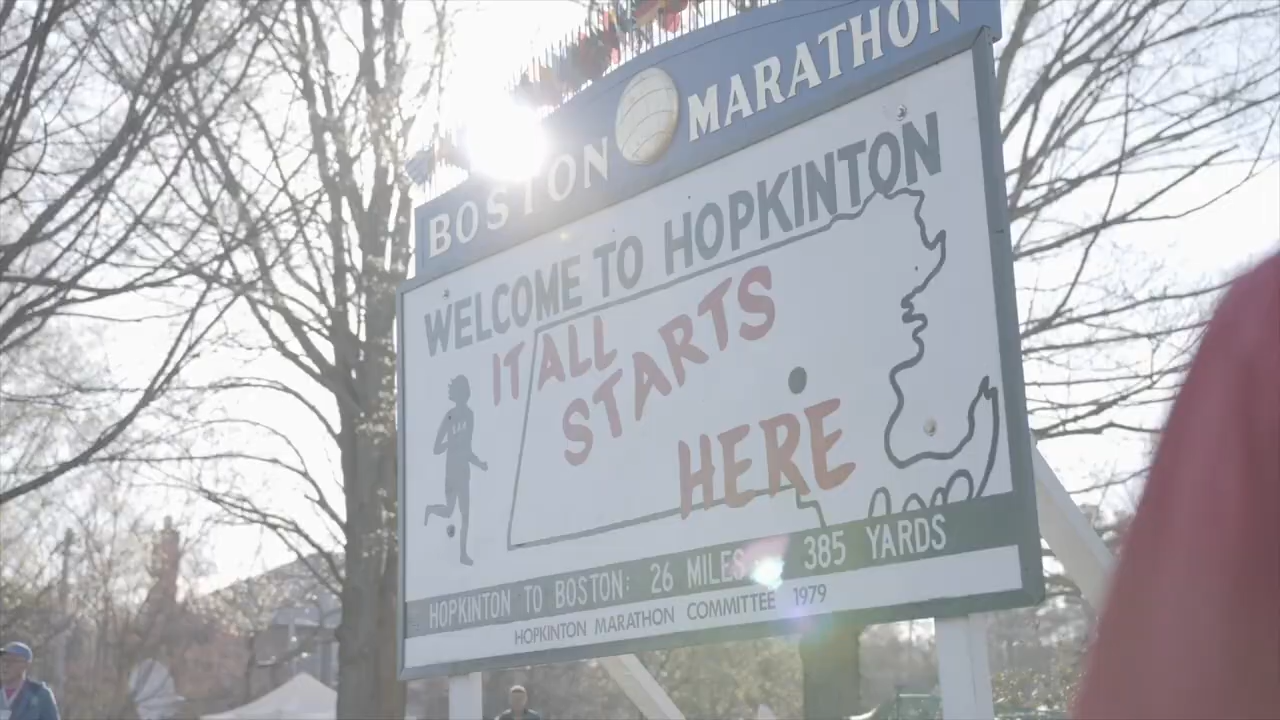 BOSTON MARATHON
WELCOME TO HOPKINTON
IT ALL
STARTS
HERE
HOPKINTON TO BOSTON: 26 MILES 385 YARDS
HOPKINTON MARATHON COMMITTEE 1979